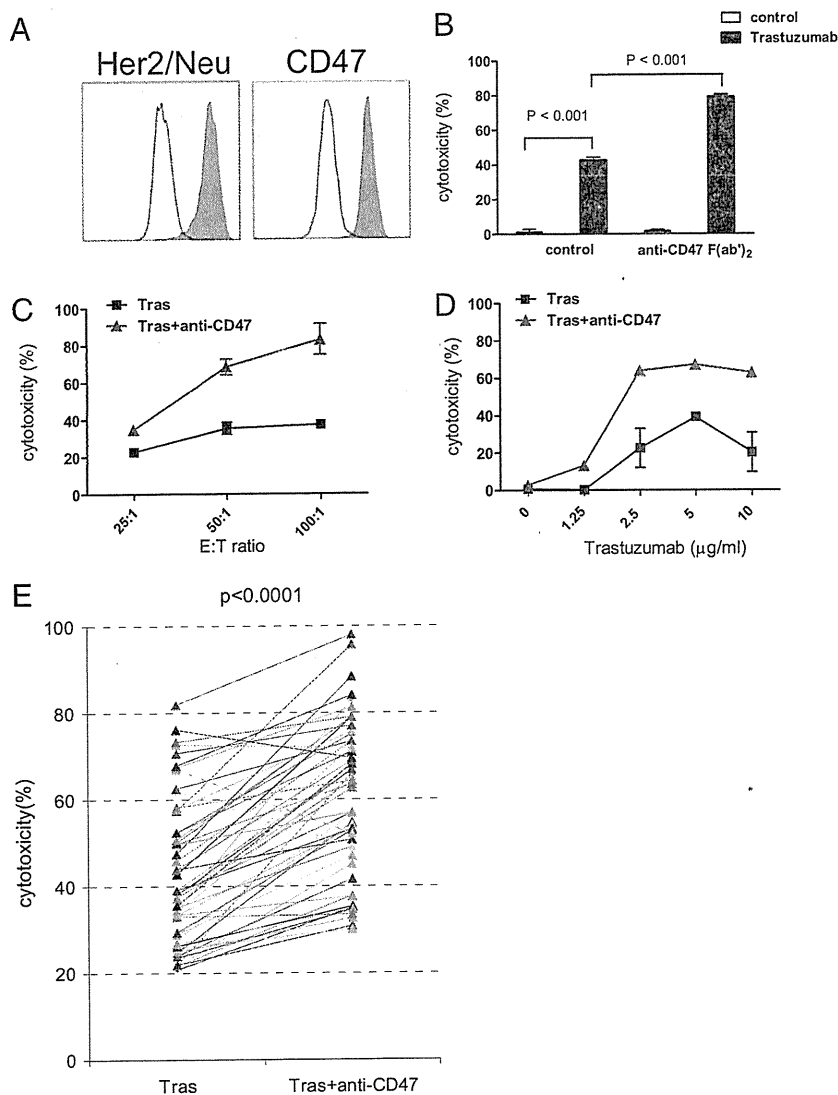 A
Her2/Neu
CD47
B
control
Trastuzumab
P < 0.001
P < 0.001
cytotoxicity (%)
100
80
60
40
20
0
control
anti-CD47 F(ab')2
C
Tras
Tras+anti-CD47
cytotoxicity (%)
100
80
60
40
20
0
25:1
50:1
100:1
E:T ratio
D
Tras
Tras+anti-CD47
cytotoxicity (%)
100
80
60
40
20
0
0
1.25
2.5
5
10
Trastuzumab (μg/ml)
E
p<0.0001
cytotoxicity(%)
100
80
60
40
20
0
Tras
Tras+anti-CD47